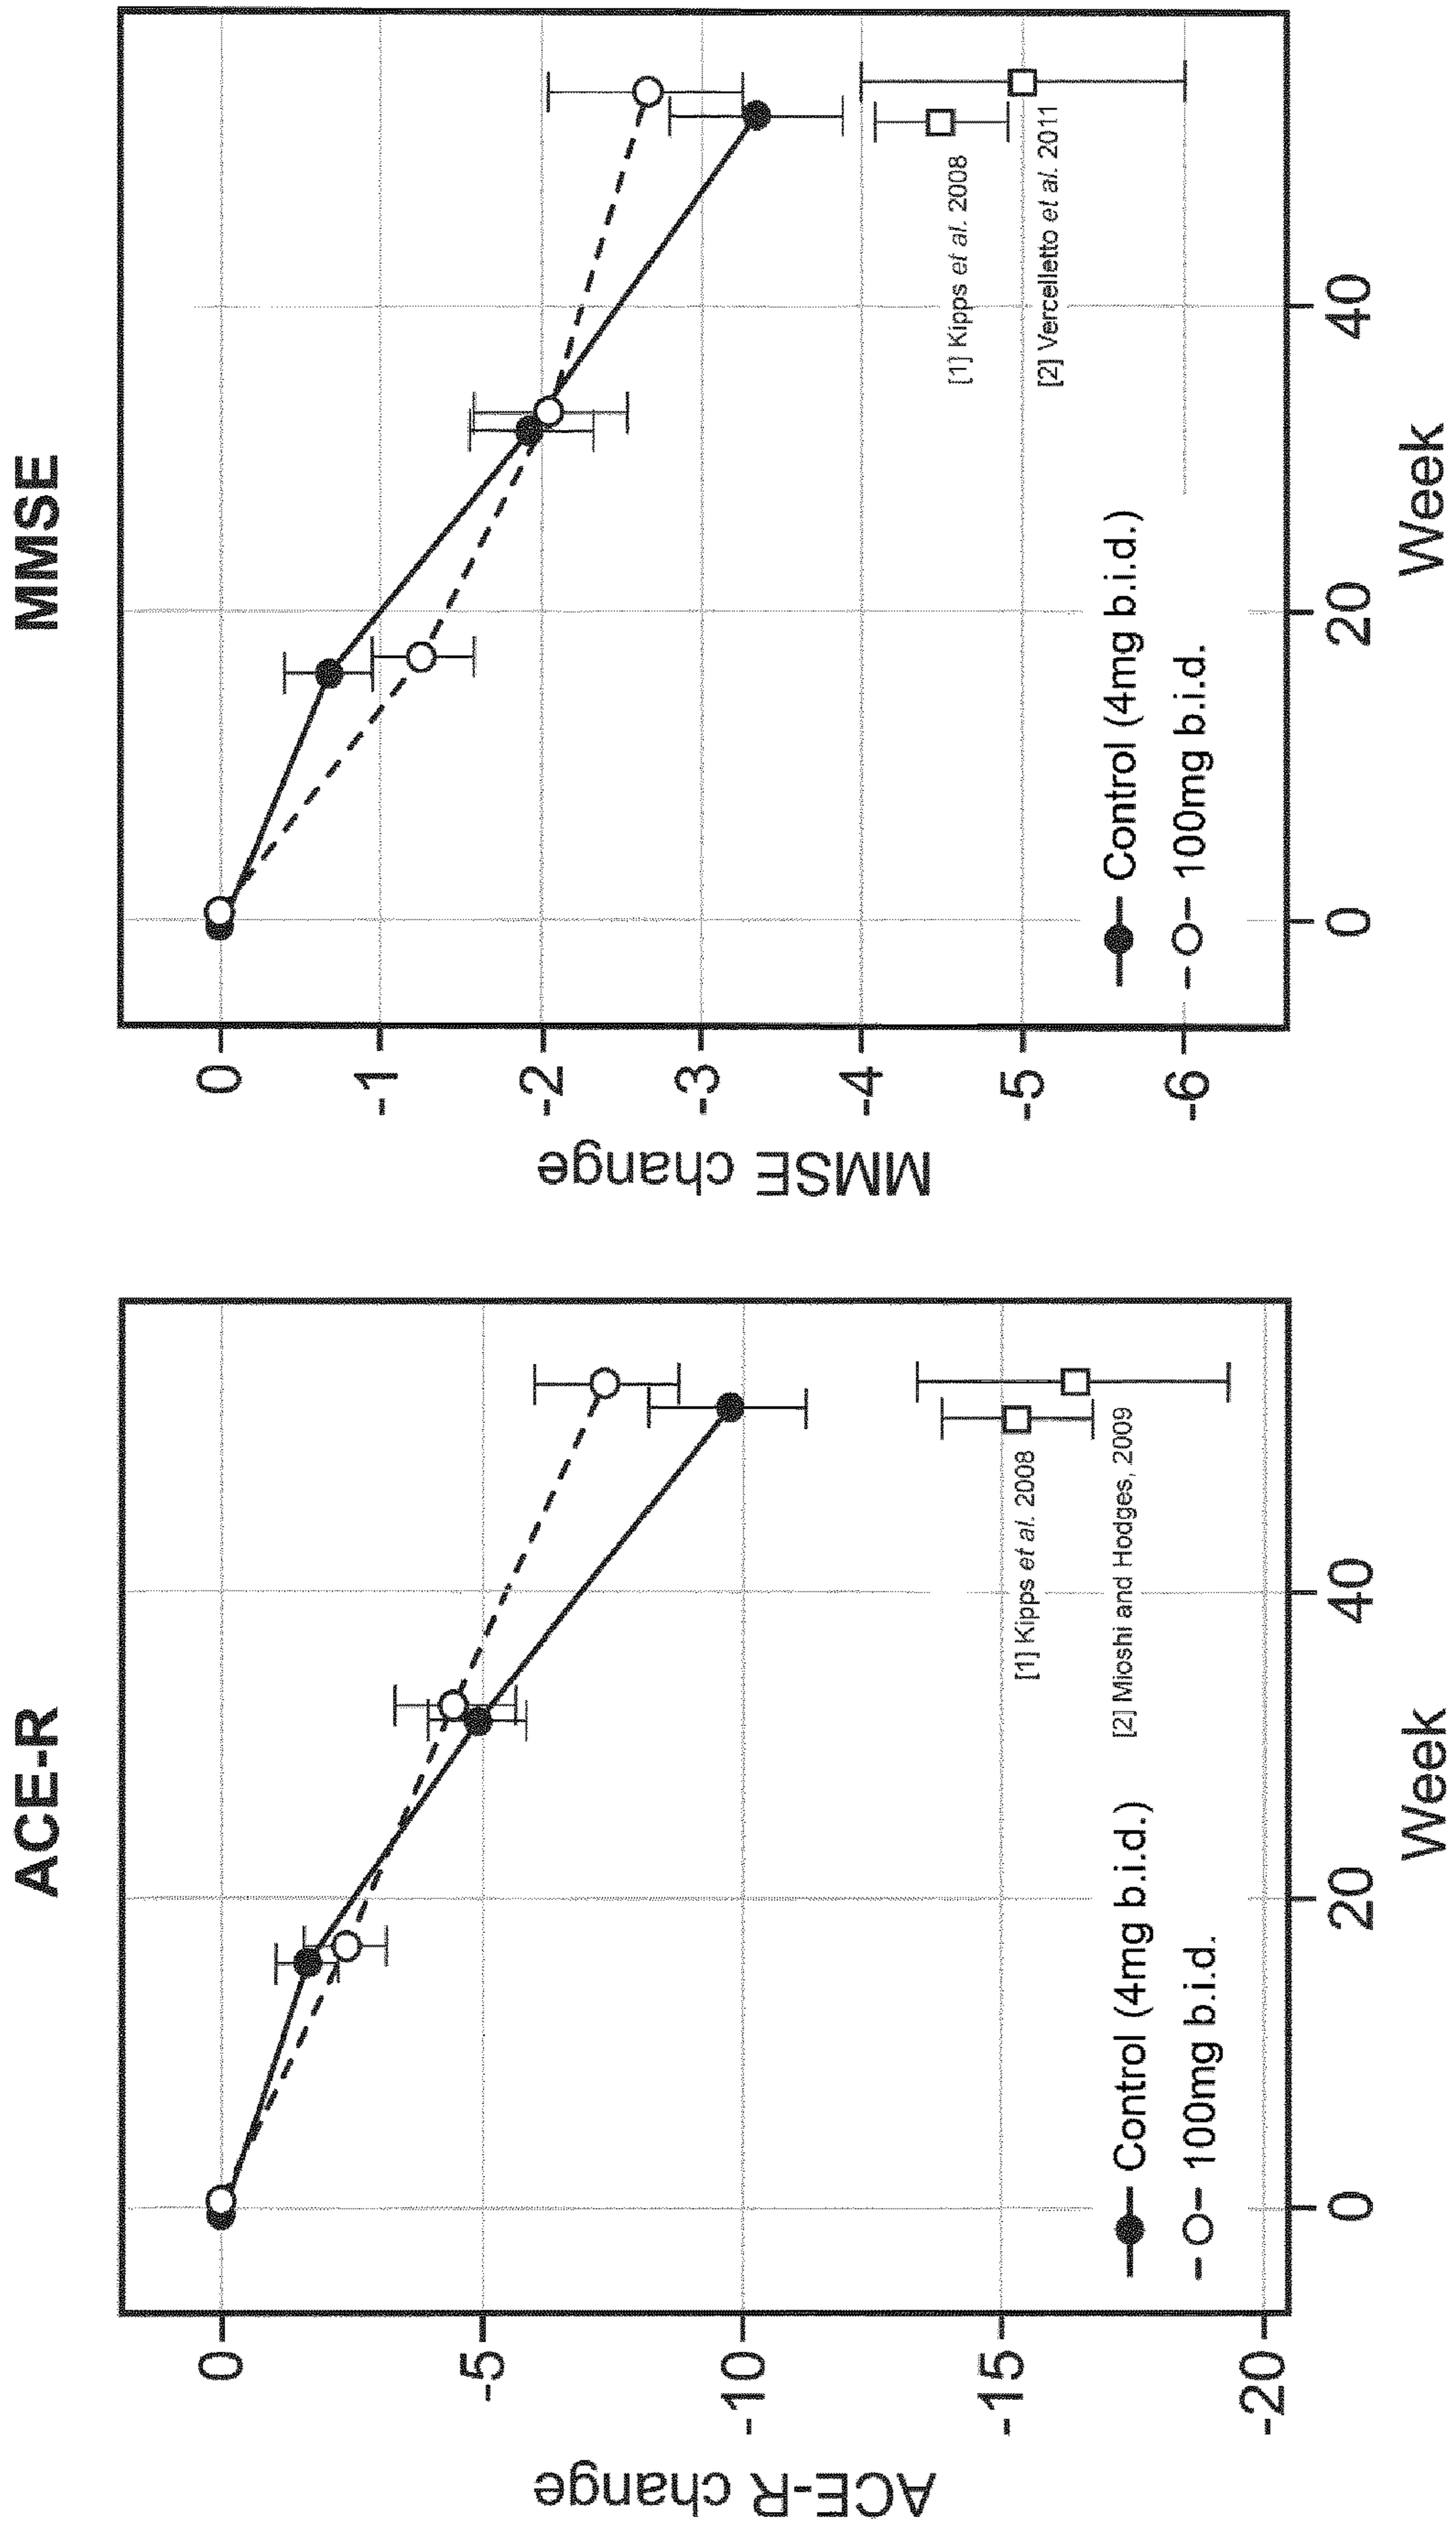 ACE-R
ACE-R change
0
-5
-10
-15
-20
[1] Kipps et al. 2008
[2] Mioshi and Hodges, 2009
Control (4mg b.i.d.)
100mg b.i.d.
0
20
40
Week
MMSE
MMSE change
0
-1
-2
-3
-4
-5
-6
[1] Kipps et al. 2008
[2] Vercelletto et al. 2011
Control (4mg b.i.d.)
100mg b.i.d.
0
20
40
Week